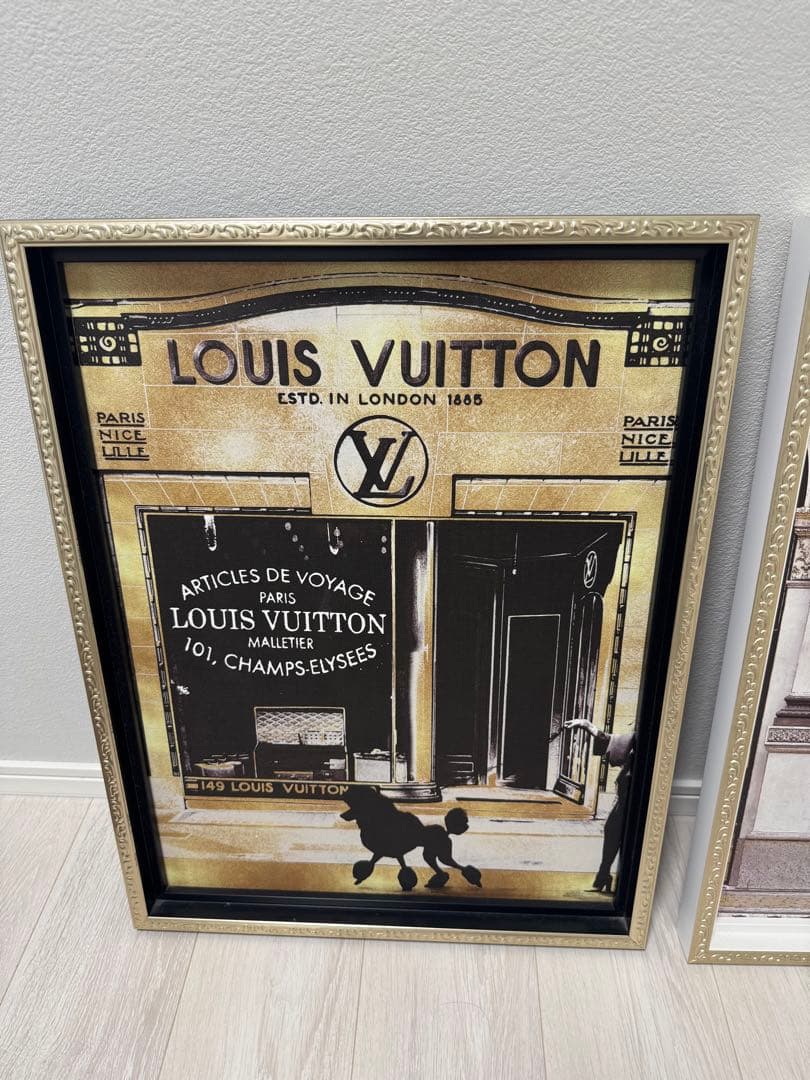 LOUIS VUITTON
ESTD. IN LONDON 1885
PARIS
NICE
LILLE
PARIS
NICE
LILLE
LV
ARTICLES DE VOYAGE
PARIS
LOUIS VUITTON
MALLETIER
101, CHAMPS-ELYSEES
149 LOUIS VUITTON